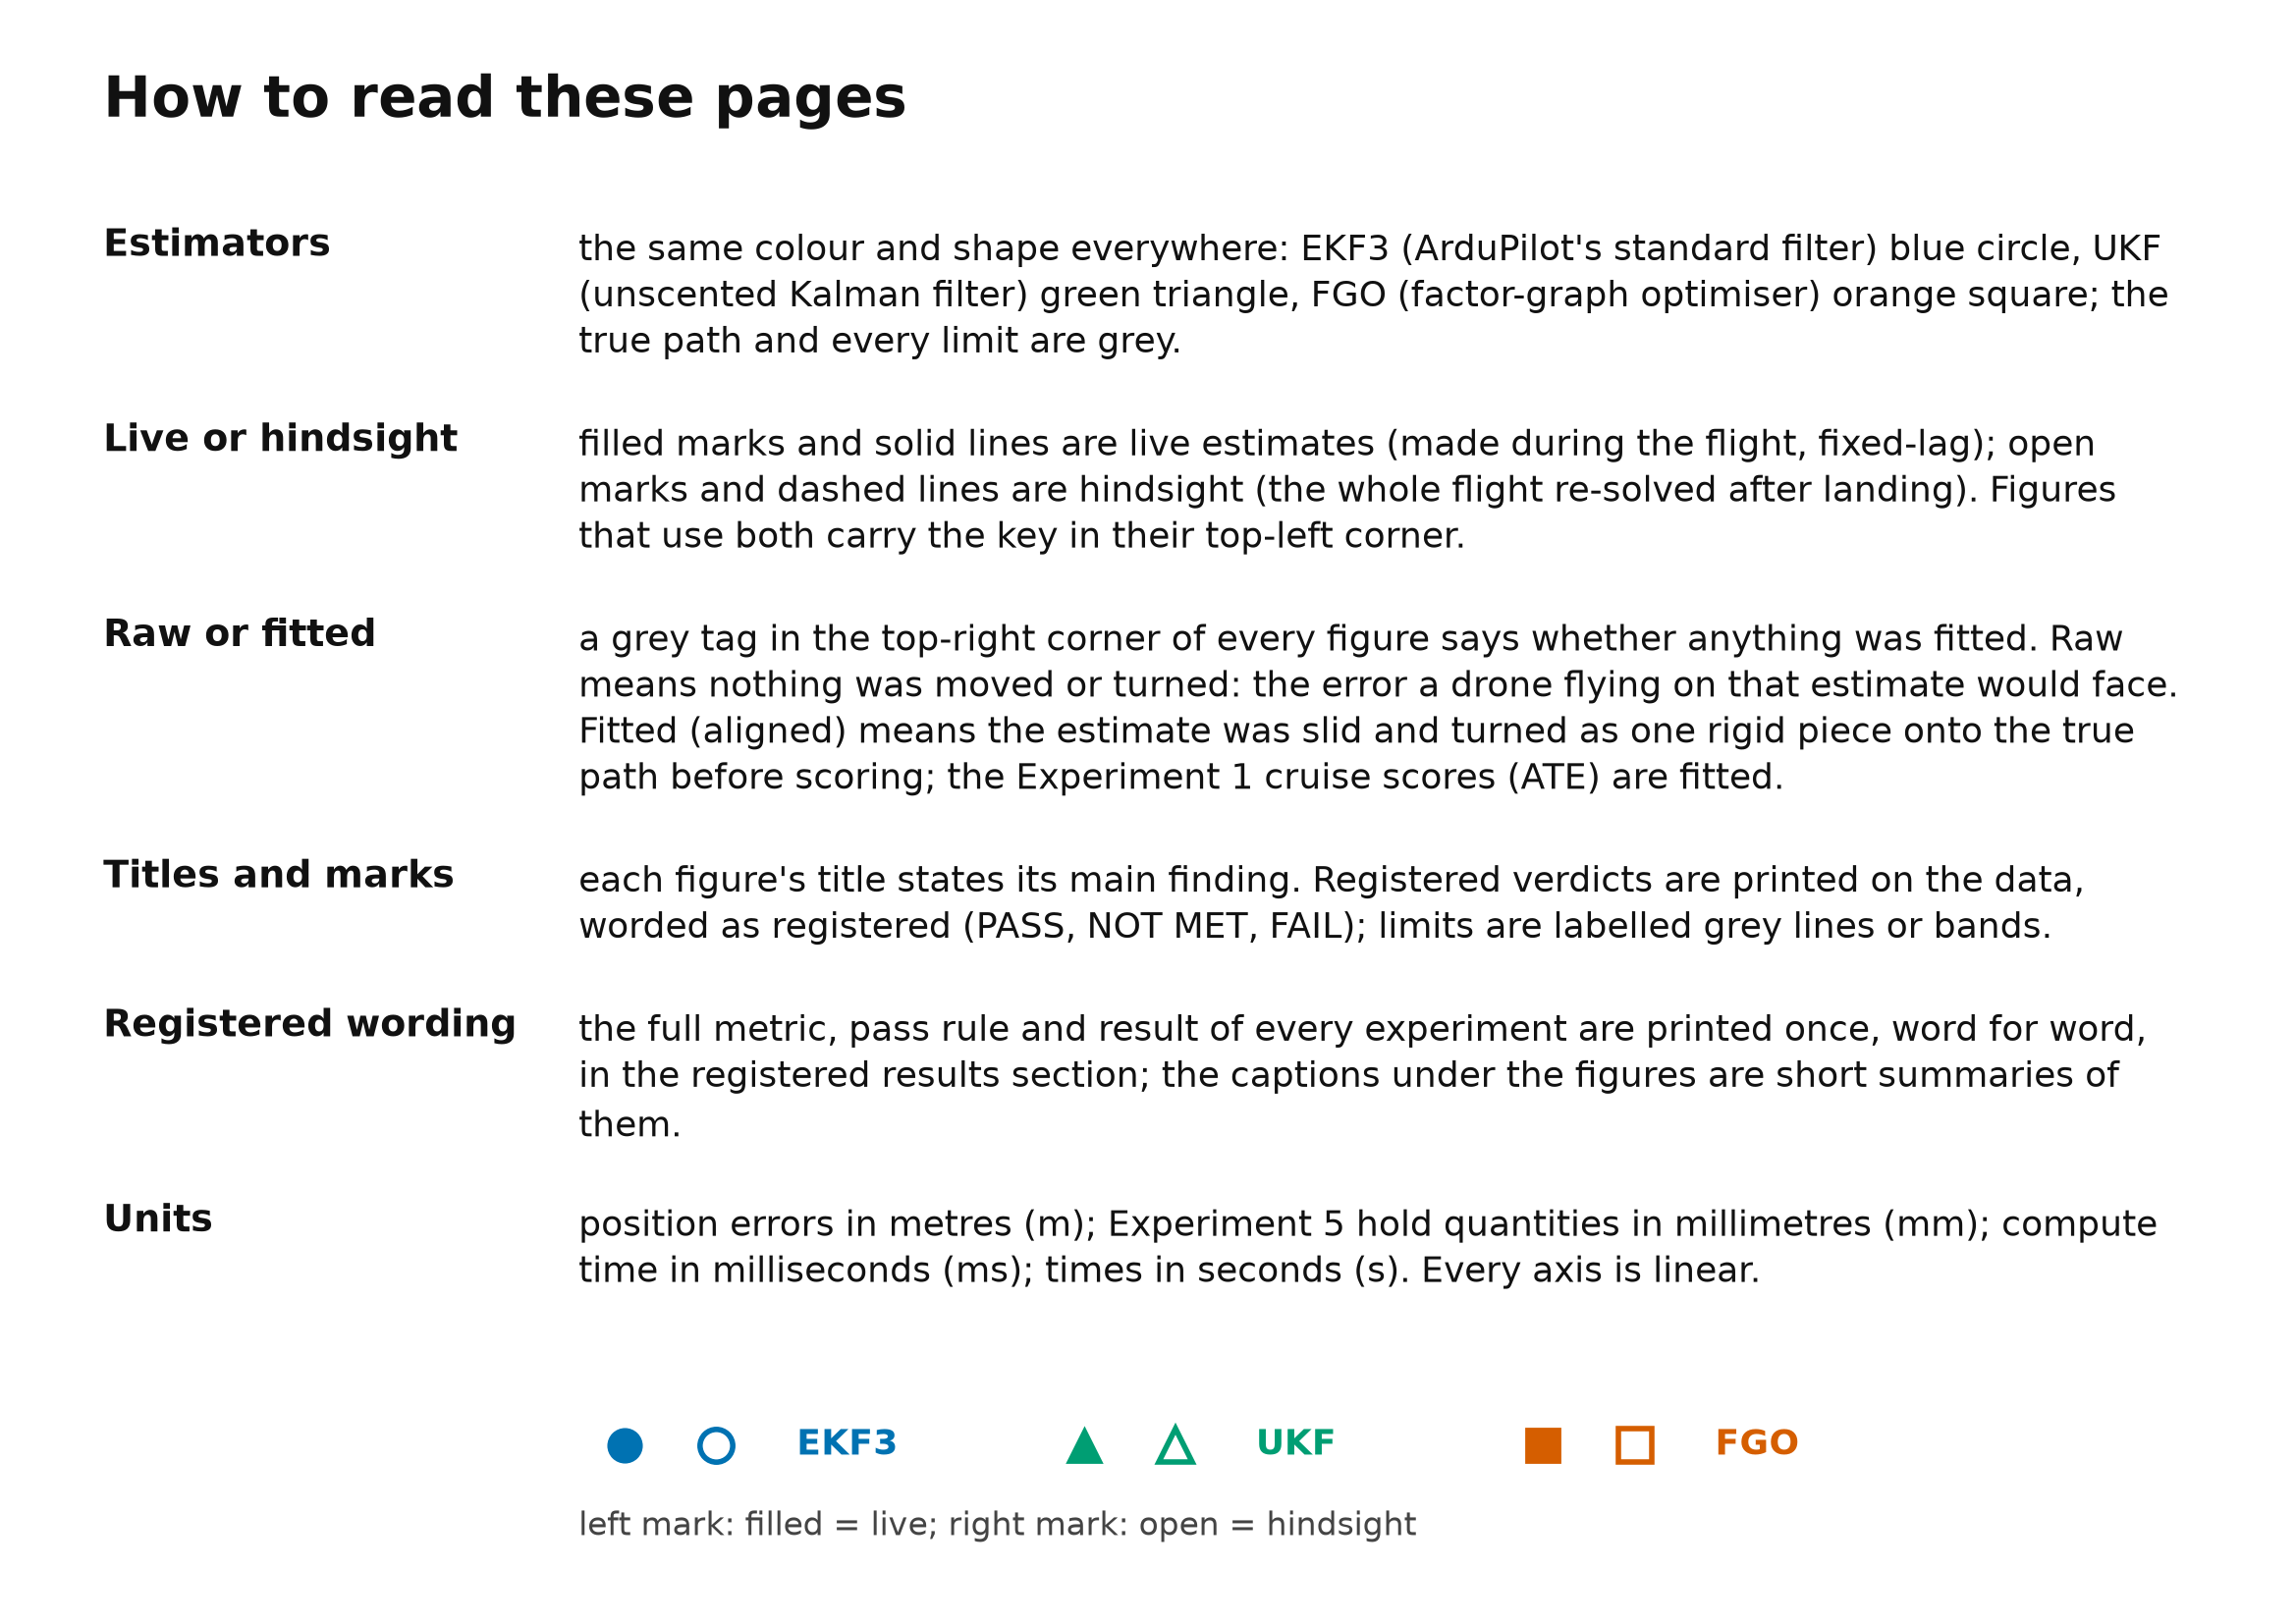 How to read these pages
Estimators
the same colour and shape everywhere: EKF3 (ArduPilot's standard filter) blue circle, UKF
(unscented Kalman filter) green triangle, FGO (factor-graph optimiser) orange square; the
true path and every limit are grey.
Live or hindsight
filled marks and solid lines are live estimates (made during the flight, fixed-lag); open
marks and dashed lines are hindsight (the whole flight re-solved after landing). Figures
that use both carry the key in their top-left corner.
Raw or fitted
a grey tag in the top-right corner of every figure says whether anything was fitted. Raw
means nothing was moved or turned: the error a drone flying on that estimate would face.
Fitted (aligned) means the estimate was slid and turned as one rigid piece onto the true
path before scoring; the Experiment 1 cruise scores (ATE) are fitted.
Titles and marks
each figure's title states its main finding. Registered verdicts are printed on the data,
worded as registered (PASS, NOT MET, FAIL); limits are labelled grey lines or bands.
Registered wording
the full metric, pass rule and result of every experiment are printed once, word for word,
in the registered results section; the captions under the figures are short summaries of
them.
Units
position errors in metres (m); Experiment 5 hold quantities in millimetres (mm); compute
time in milliseconds (ms); times in seconds (s). Every axis is linear.
EKF3 UKF FGO
left mark: filled = live; right mark: open = hindsight